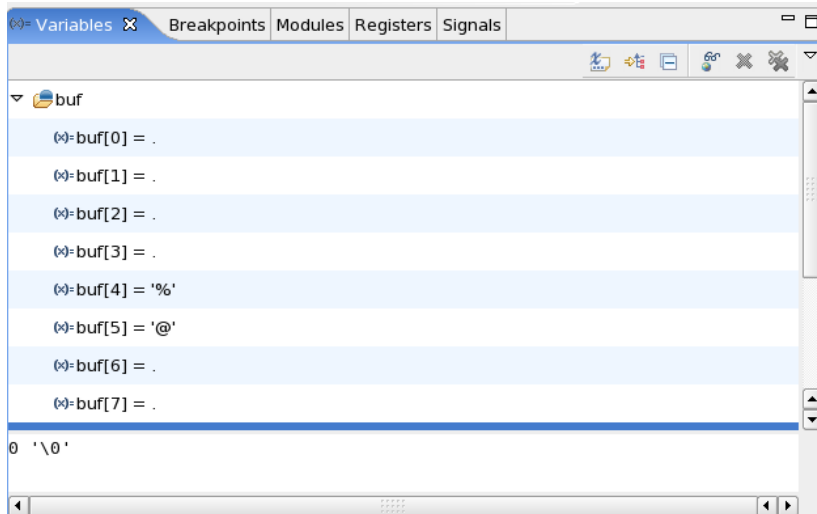 (x)= Variables Breakpoints Modules Registers Signals
buf
(x)= buf[0] = .
(x)= buf[1] = .
(x)= buf[2] = .
(x)= buf[3] = .
(x)= buf[4] = '%'
(x)= buf[5] = '@'
(x)= buf[6] = .
(x)= buf[7] = .
0 '\0'